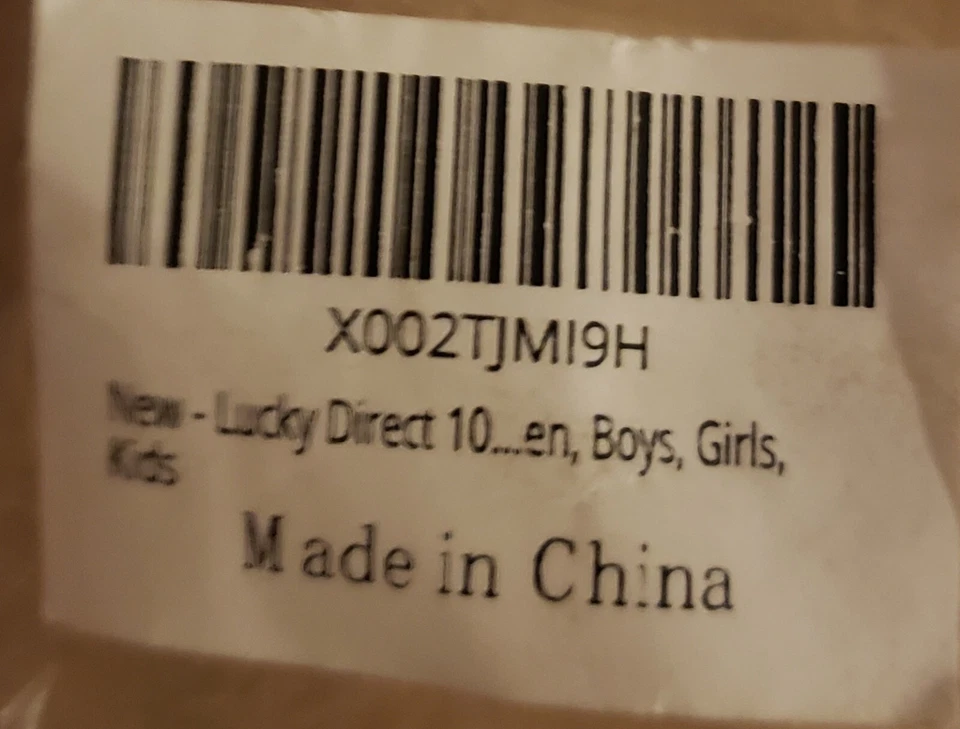 X002TJMI9H
New - Lucky Direct 10...en, Boys, Girls,
Kids
Made in China